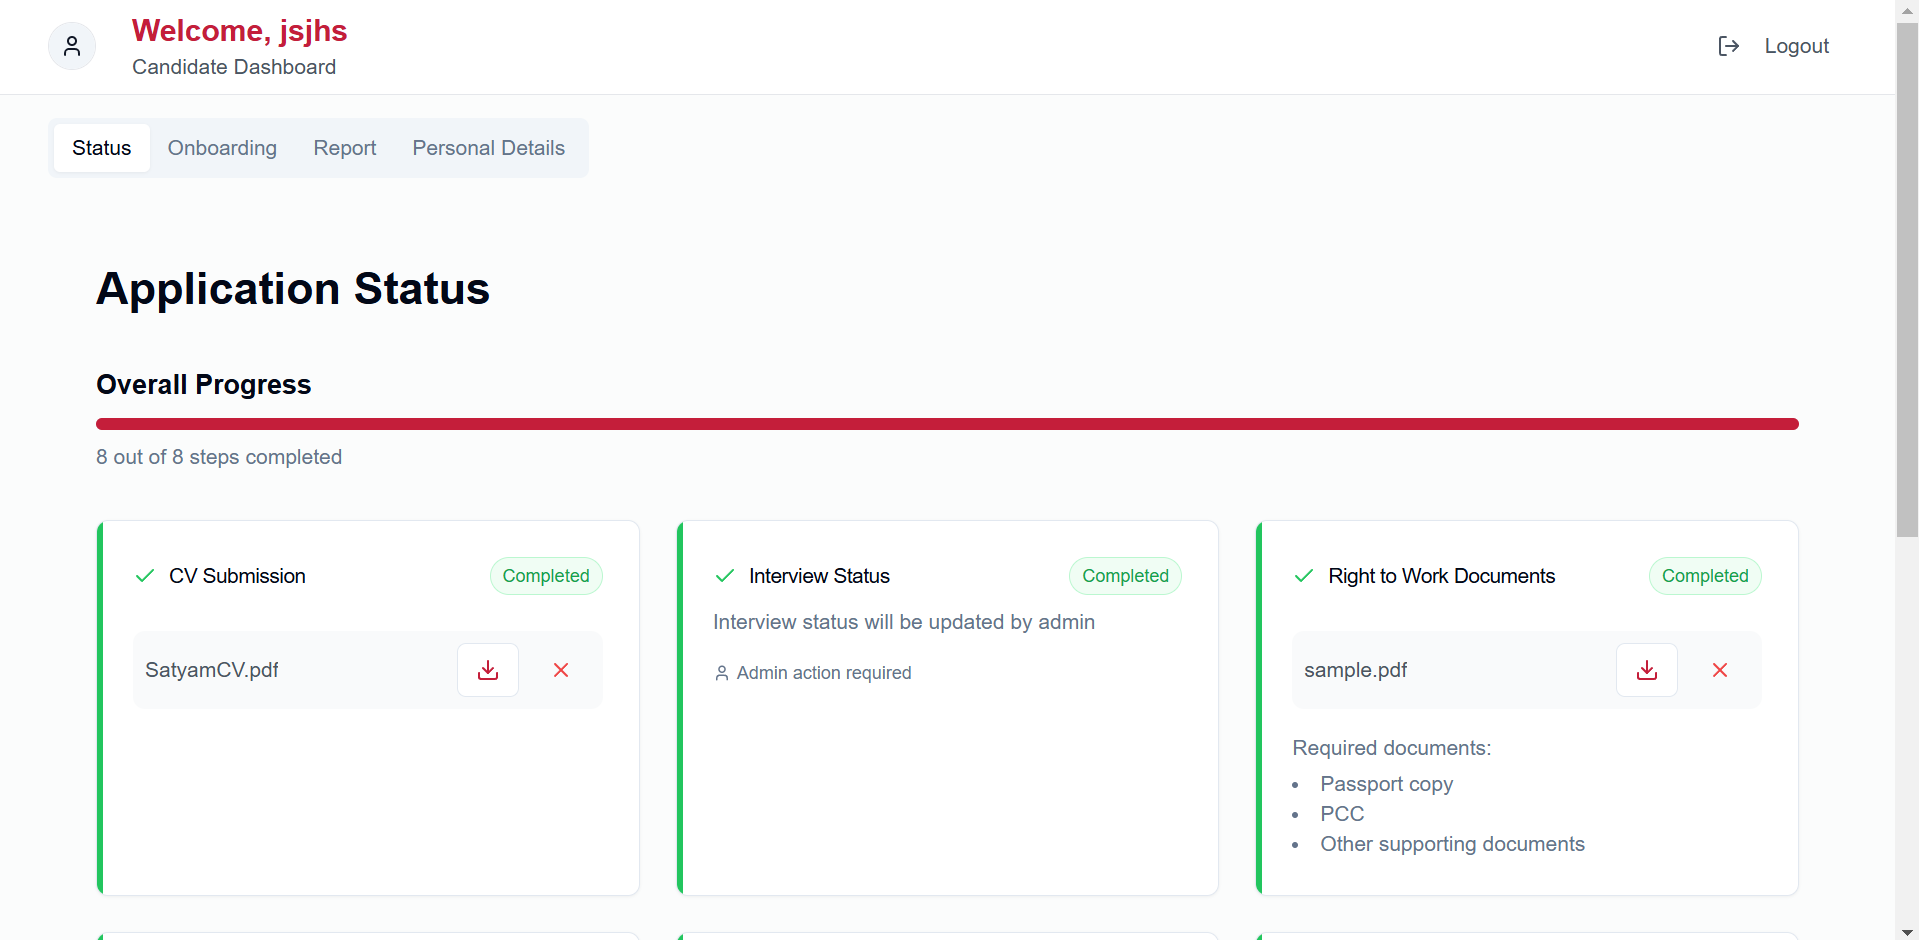 Welcome, jsjhs
Candidate Dashboard
Logout
Status
Onboarding
Report
Personal Details
Application Status
Overall Progress
8 out of 8 steps completed
CV Submission
Completed
SatyamCV.pdf
Interview Status
Completed
Interview status will be updated by admin
Admin action required
Right to Work Documents
Completed
sample.pdf
Required documents:
• Passport copy
• PCC
• Other supporting documents